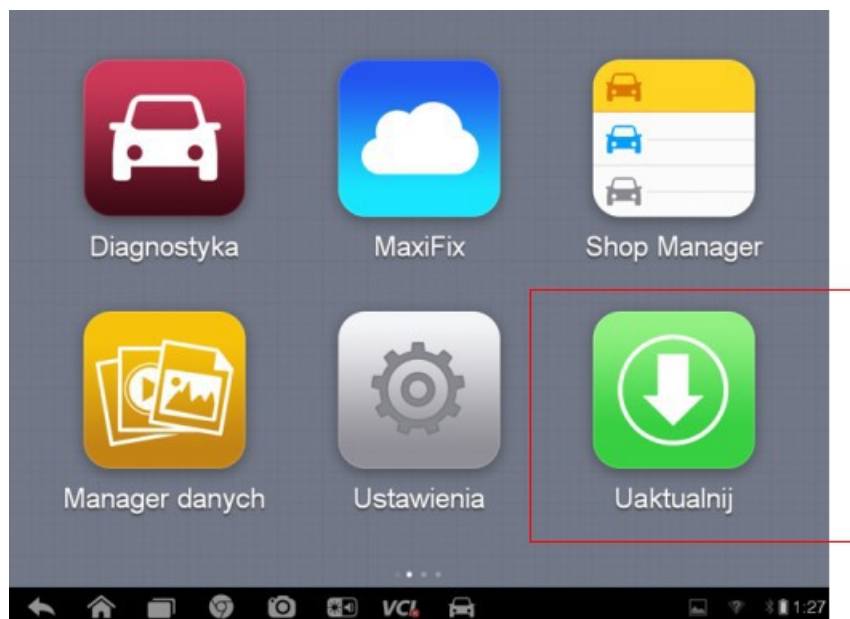 Diagnostyka MaxiFix Shop Manager
Manager danych Ustawienia Uaktualnij
VCI 1:27